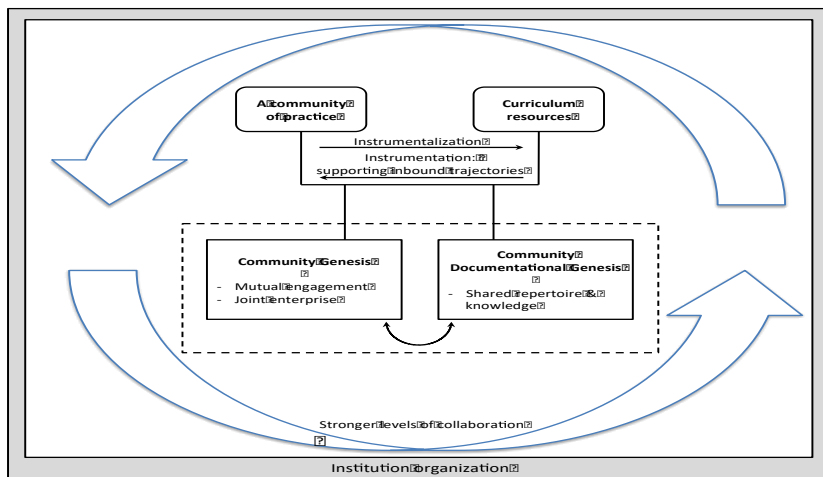 A community
of practice
Curriculum
resources
Instrumentalization
Instrumentation:
supporting inbound trajectories
Community Genesis
- Mutual engagement
- Joint enterprise
Community
Documentational Genesis
- Shared repertoire &
knowledge
Stronger levels of collaboration
Institution organization